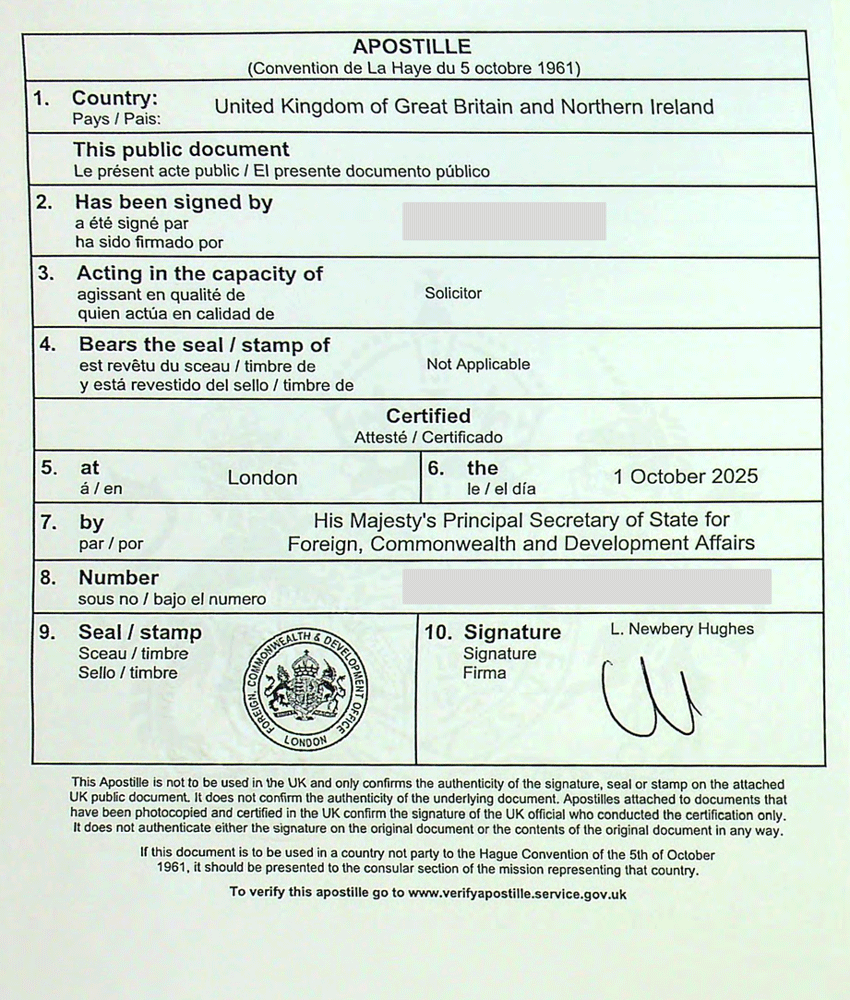 APOSTILLE
(Convention de La Haye du 5 octobre 1961)
1. Country: United Kingdom of Great Britain and Northern Ireland
Pays / Pais:
This public document
Le présent acte public / El presente documento público
2. Has been signed by
a été signé par
ha sido firmado por
3. Acting in the capacity of
agissant en qualité de
quien actúa en calidad de
Solicitor
4. Bears the seal / stamp of
est revêtu du sceau / timbre de
y está revestido del sello / timbre de
Not Applicable
Certified
Attesté / Certificado
5. at
á / en
London
6. the
le / el día
1 October 2025
7. by
par / por
His Majesty's Principal Secretary of State for
Foreign, Commonwealth and Development Affairs
8. Number
sous no / bajo el numero
9. Seal / stamp
Sceau / timbre
Sello / timbre
FOREIGN, COMMONWEALTH & DEVELOPMENT OFFICE
LONDON
10. Signature
Signature
Firma
L. Newbery Hughes
This Apostille is not to be used in the UK and only confirms the authenticity of the signature, seal or stamp on the attached
UK public document. It does not confirm the authenticity of the underlying document. Apostilles attached to documents that
have been photocopied and certified in the UK confirm the signature of the UK official who conducted the certification only.
It does not authenticate either the signature on the original document or the contents of the original document in any way.
If this document is to be used in a country not party to the Hague Convention of the 5th of October
1961, it should be presented to the consular section of the mission representing that country.
To verify this apostille go to www.verifyapostille.service.gov.uk